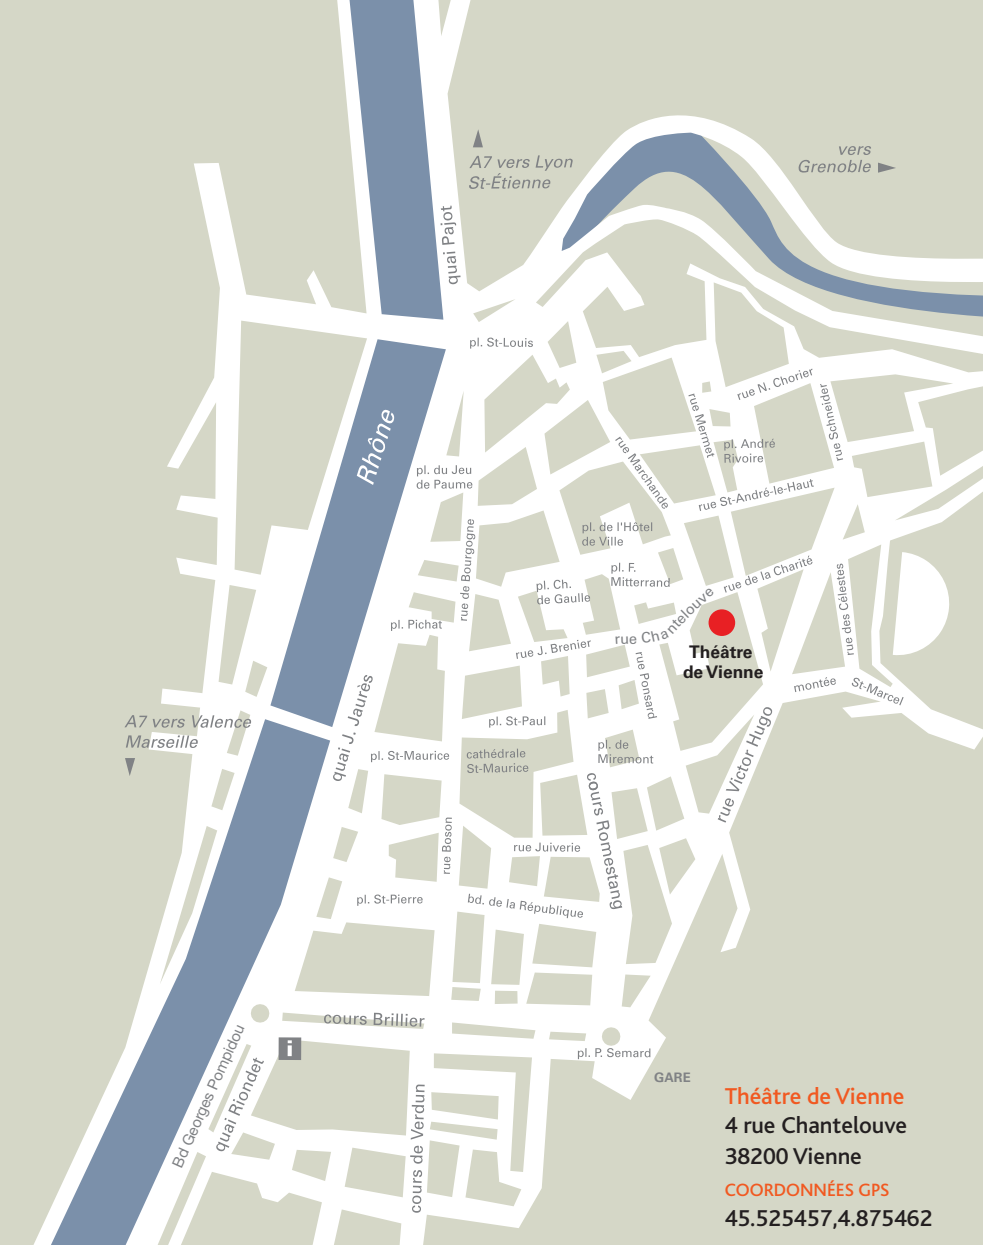 vers
Grenoble
A7 vers Lyon
St-Étienne
quai Pajot
pl. St-Louis
rue N. Chorier
rue Schneider
rue Mermet
Rhône
pl. André
Rivoire
rue Marchande
pl. du Jeu
de Paume
rue St-André-le-Haut
pl. de l'Hôtel
de Ville
rue de Bourgogne
pl. F.
Mitterrand
rue de la Charité
pl. Ch.
de Gaulle
rue des Célestes
pl. Pichat
rue Chantelouve
rue J. Brenier
Théâtre
de Vienne
rue Ponsard
montée
St-Marcel
quai J. Jaurès
A7 vers Valence
Marseille
pl. St-Paul
rue Victor Hugo
pl. St-Maurice
cathédrale
St-Maurice
pl. de
Miremont
cours Romestang
rue Boson
rue Juiverie
pl. St-Pierre
bd. de la République
cours Brillier
i
pl. P. Semard
Bd Georges Pompidou
quai Riondet
GARE
cours de Verdun
Théâtre de Vienne
4 rue Chantelouve
38200 Vienne
COORDONNÉES GPS
45.525457,4.875462